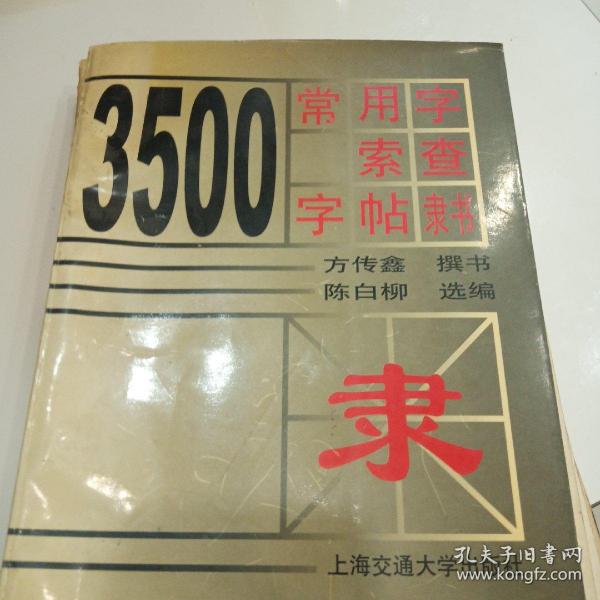 3500
常用字
索查
字帖 隶书
方传鑫 撰书
陈白柳 选编
隶
上海交通大学出版社
孔夫子旧书网
www.kongfz.com